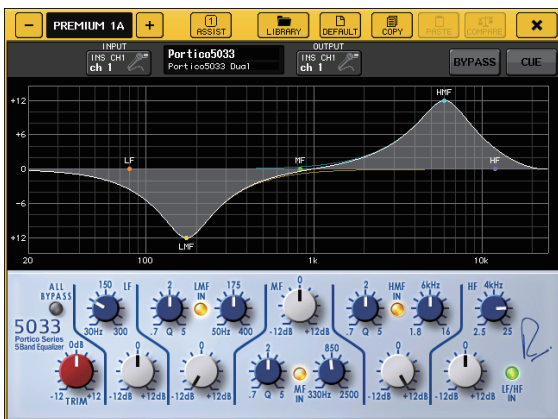 PREMIUM 1A
1
ASSIST
LIBRARY
DEFAULT
COPY
PASTE
COMPARE
INPUT
INS CH1
ch 1
Portico5033
Portico5033 Dual
OUTPUT
INS CH1
ch 1
BYPASS
CUE
+12
+6
0
-6
+12
HMF
LF
MF
HF
LMF
20
100
1k
10k
ALL BYPASS
150
LF
30Hz
300
2
.7 Q 5
LMF IN
175
50Hz
400
MF
0
-12dB
+12dB
2
.7 Q 5
HMF IN
6kHz
1.8
16
HF
4kHz
2.5
25
5033
Portico Series
5Band Equalizer
0dB
-12
+12
TRIM
0
-12dB
+12dB
0
-12dB
+12dB
2
.7 Q 5
MF IN
850
330Hz
2500
0
-12dB
+12dB
0
-12dB
+12dB
LF/HF IN